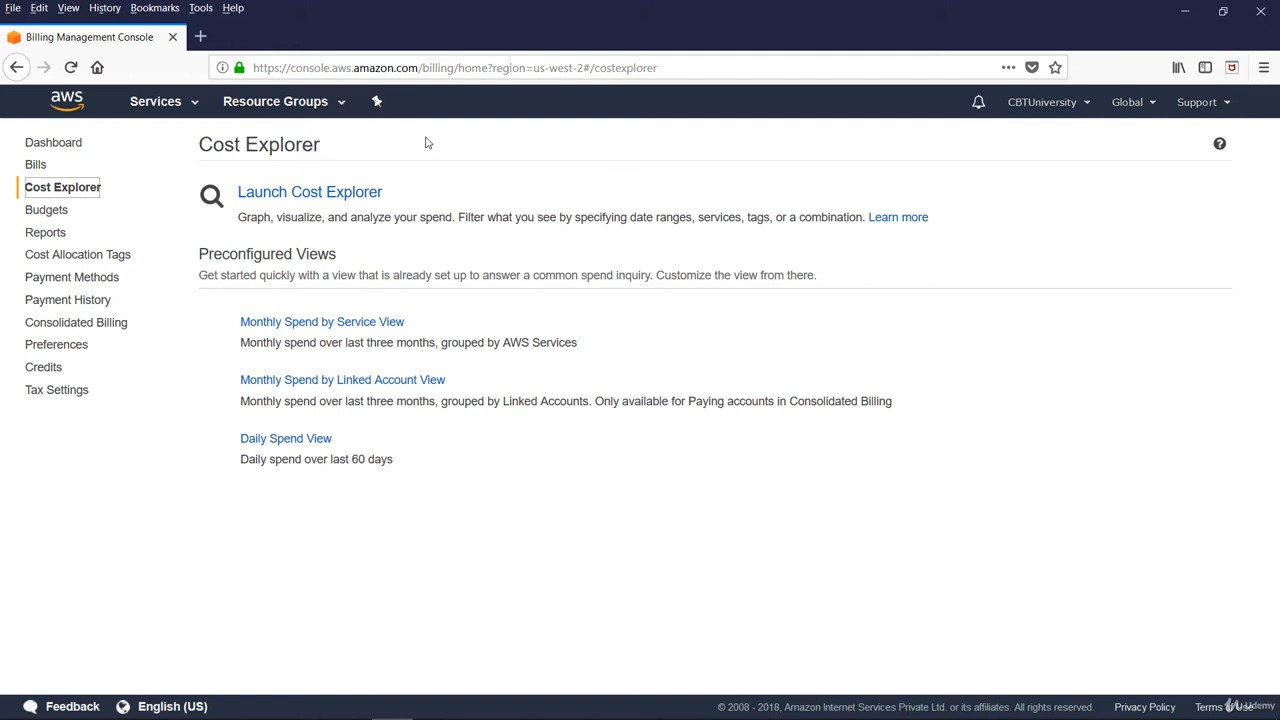 File Edit View History Bookmarks Tools Help
Billing Management Console
https://console.aws.amazon.com/billing/home?region=us-west-2#/costexplorer
aws Services Resource Groups CBTUniversity Global Support
Dashboard
Bills
Cost Explorer
Budgets
Reports
Cost Allocation Tags
Payment Methods
Payment History
Consolidated Billing
Preferences
Credits
Tax Settings
Cost Explorer
Launch Cost Explorer
Graph, visualize, and analyze your spend. Filter what you see by specifying date ranges, services, tags, or a combination. Learn more
Preconfigured Views
Get started quickly with a view that is already set up to answer a common spend inquiry. Customize the view from there.
Monthly Spend by Service View
Monthly spend over last three months, grouped by AWS Services
Monthly Spend by Linked Account View
Monthly spend over last three months, grouped by Linked Accounts. Only available for Paying accounts in Consolidated Billing
Daily Spend View
Daily spend over last 60 days
Feedback English (US) © 2008 - 2018, Amazon Internet Services Private Ltd. or its affiliates. All rights reserved. Privacy Policy Terms of Use
Udemy